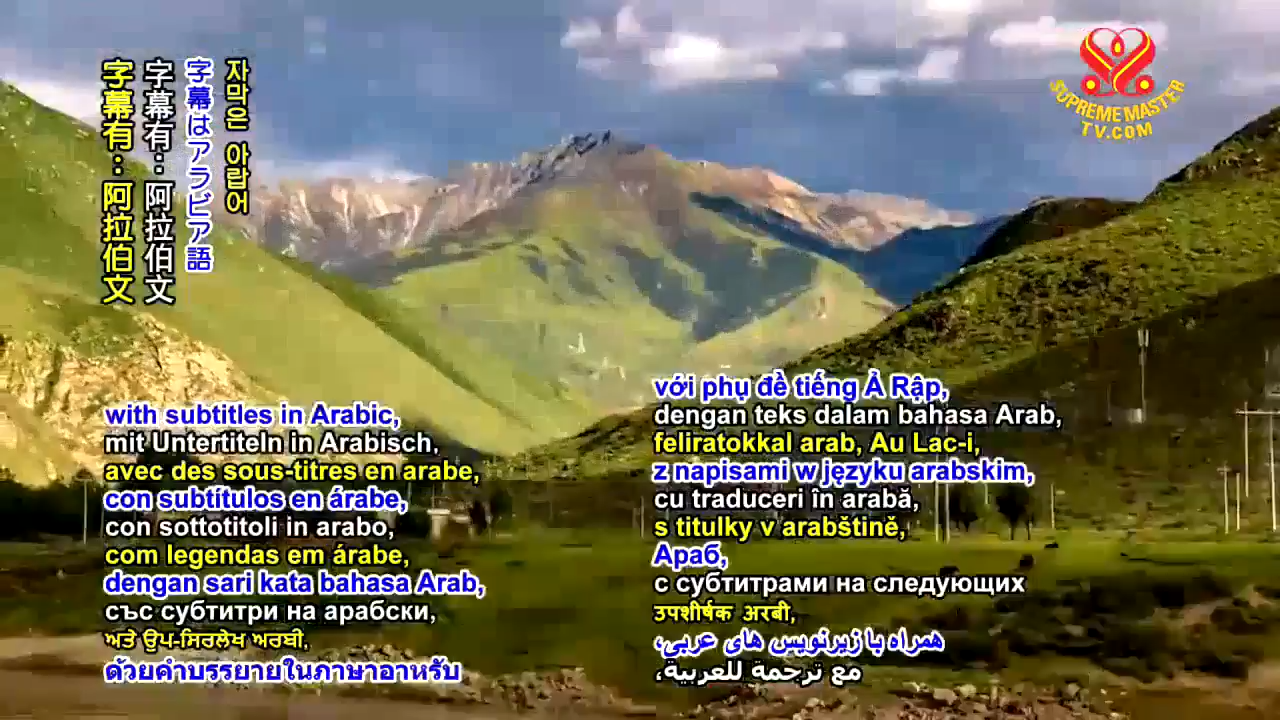 字幕有：阿拉伯文
字幕有：阿拉伯文
字幕はアラビア語
자막은 아랍어
SUPREME MASTER
TV.COM
with subtitles in Arabic,
mit Untertiteln in Arabisch,
avec des sous-titres en arabe,
con subtítulos en árabe,
con sottotitoli in arabo,
com legendas em árabe,
dengan sari kata bahasa Arab,
със субтитри на арабски,
ਅਤੇ ਉਪ-ਸਿਰਲੇਖ ਅਰਬੀ,
ด้วยคำบรรยายในภาษาอาหรับ
với phụ đề tiếng Ả Rập,
dengan teks dalam bahasa Arab,
feliratokkal arab, Au Lac-i,
z napisami w języku arabskim,
cu traduceri în arabă,
s titulky v arabštině,
Араб,
с субтитрами на следующих
उपशीर्षक अरबी,
همراه با زیرنویس های عربی،
مع ترجمة للعربية،